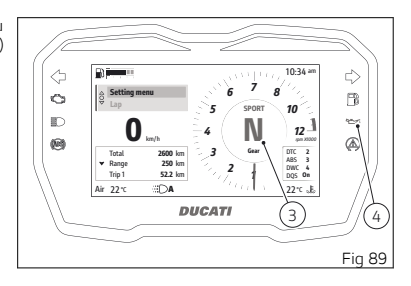 u
)
10:34 am
Setting menu
Lap
0 km/h
Total 2600 km
Range 250 km
Trip 1 52.2 km
Air 22 °C
A
1
2
3
4
5
6
7
8
10
12
rpm X1000
SPORT
N
Gear
DTC 2
ABS 3
DWC 4
DQS On
22 °C
ABS
DUCATI
3
4
Fig 89